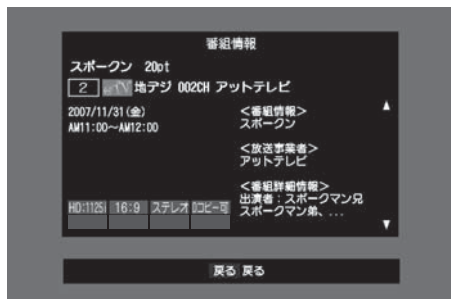 番組情報
スポークン 20pt
2 地デジ 002CH アットテレビ
2007/11/31(金)
AM11:00~AM12:00
<番組情報>
スポークン
<放送事業者>
アットテレビ
<番組詳細情報>
出演者：スポークマン兄
スポークマン弟、...
HD:1125i 16:9 ステレオ コピー可
戻る 戻る